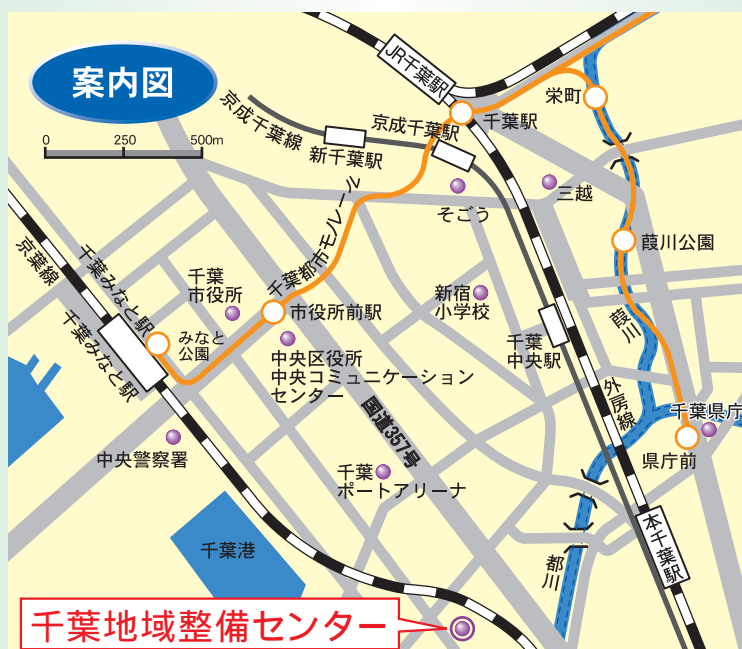 案内図
0 250 500m
JR千葉駅
京成千葉線
新千葉駅
京成千葉駅
千葉駅
栄町
そごう
三越
葭川公園
千葉都市モノレール
京葉線
千葉みなと駅
千葉みなと駅
千葉
市役所
市役所前駅
みなと
公園
新宿
小学校
千葉
中央駅
葭川
中央区役所
中央コミュニケーション
センター
国道357号
外房線
千葉県庁
県庁前
中央警察署
千葉
ポートアリーナ
千葉港
都川
本千葉駅
千葉地域整備センター